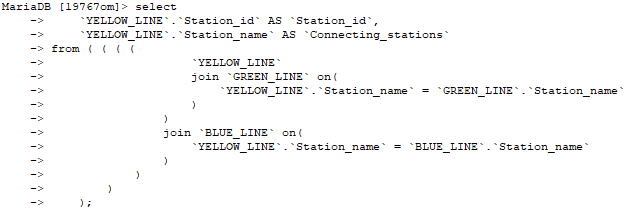 MariaDB [19767om]> select
    ->     `YELLOW_LINE`.`Station_id` AS `Station_id`,
    ->     `YELLOW_LINE`.`Station_name` AS `Connecting_stations`
    -> from ( ( ( (
    ->                     `YELLOW_LINE`
    ->                     join `GREEN_LINE` on(
    ->                         `YELLOW_LINE`.`Station_name` = `GREEN_LINE`.`Station_name`
    ->                     )
    ->                 )
    ->                 join `BLUE_LINE` on(
    ->                     `YELLOW_LINE`.`Station_name` = `BLUE_LINE`.`Station_name`
    ->                 )
    ->             )
    ->         )
    ->     );